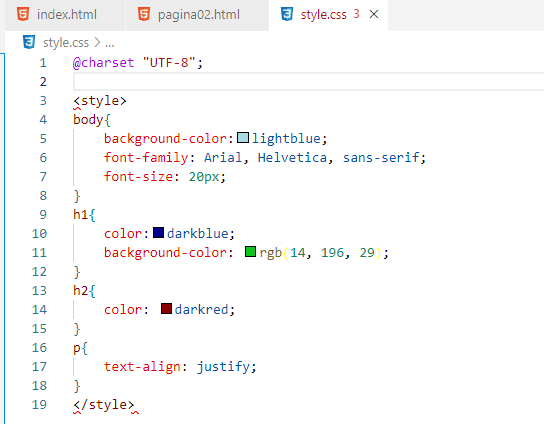 index.html pagina02.html style.css 3 ×
style.css > ...
1 @charset "UTF-8";
2
3 <style>
4 body{
5 background-color: lightblue;
6 font-family: Arial, Helvetica, sans-serif;
7 font-size: 20px;
8 }
9 h1{
10 color: darkblue;
11 background-color: rgb(14, 196, 29);
12 }
13 h2{
14 color: darkred;
15 }
16 p{
17 text-align: justify;
18 }
19 </style>